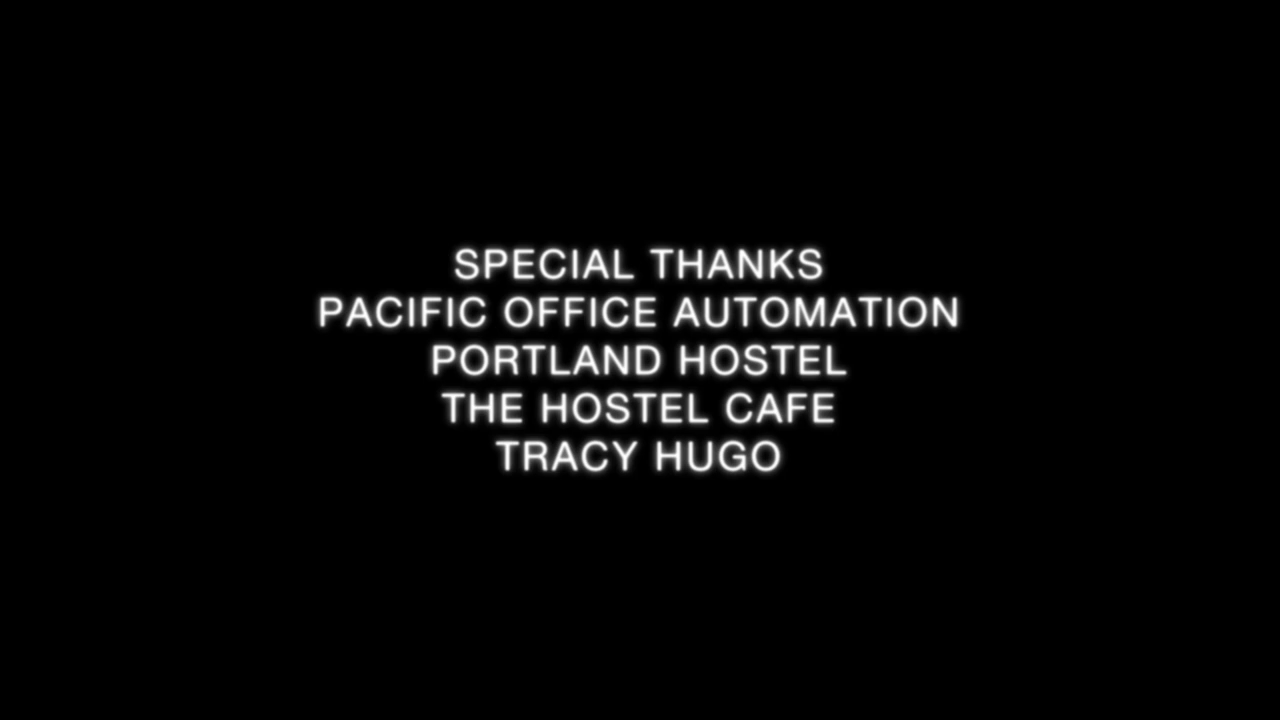 SPECIAL THANKS
PACIFIC OFFICE AUTOMATION
PORTLAND HOSTEL
THE HOSTEL CAFE
TRACY HUGO